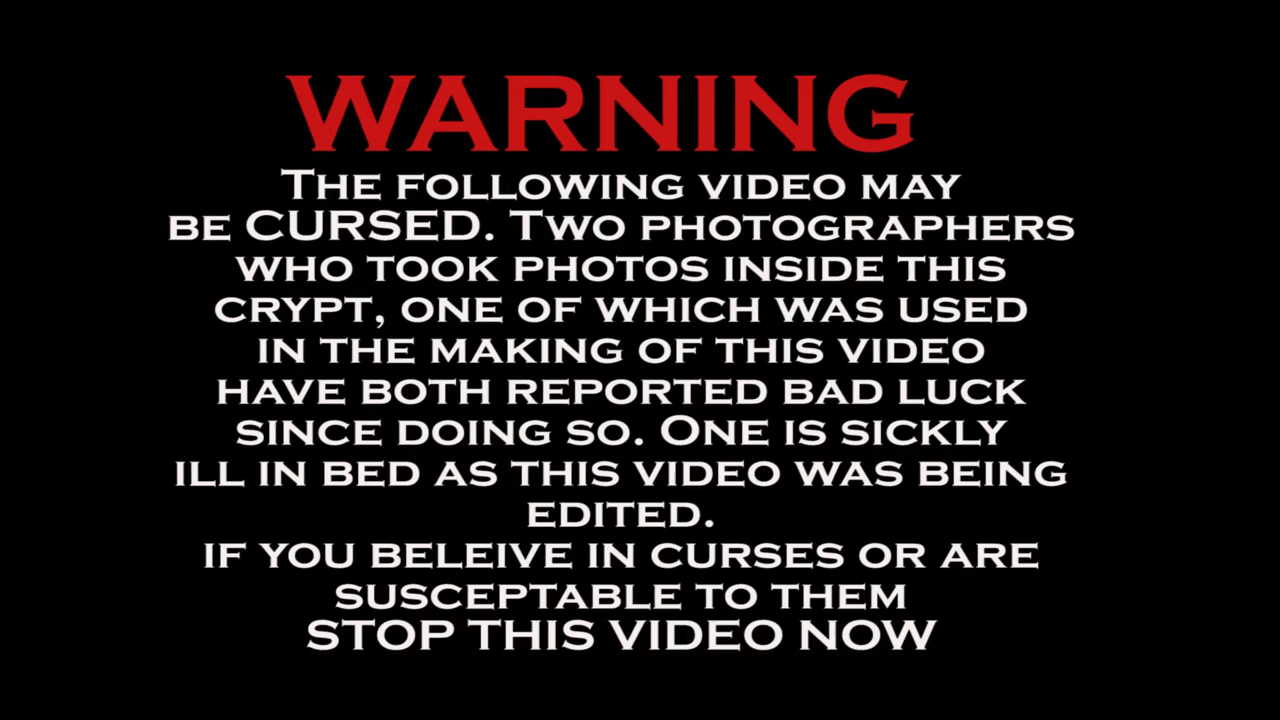 WARNING
THE FOLLOWING VIDEO MAY
BE CURSED. TWO PHOTOGRAPHERS
WHO TOOK PHOTOS INSIDE THIS
CRYPT, ONE OF WHICH WAS USED
IN THE MAKING OF THIS VIDEO
HAVE BOTH REPORTED BAD LUCK
SINCE DOING SO. ONE IS SICKLY
ILL IN BED AS THIS VIDEO WAS BEING
EDITED.
IF YOU BELEIVE IN CURSES OR ARE
SUSCEPTABLE TO THEM
STOP THIS VIDEO NOW